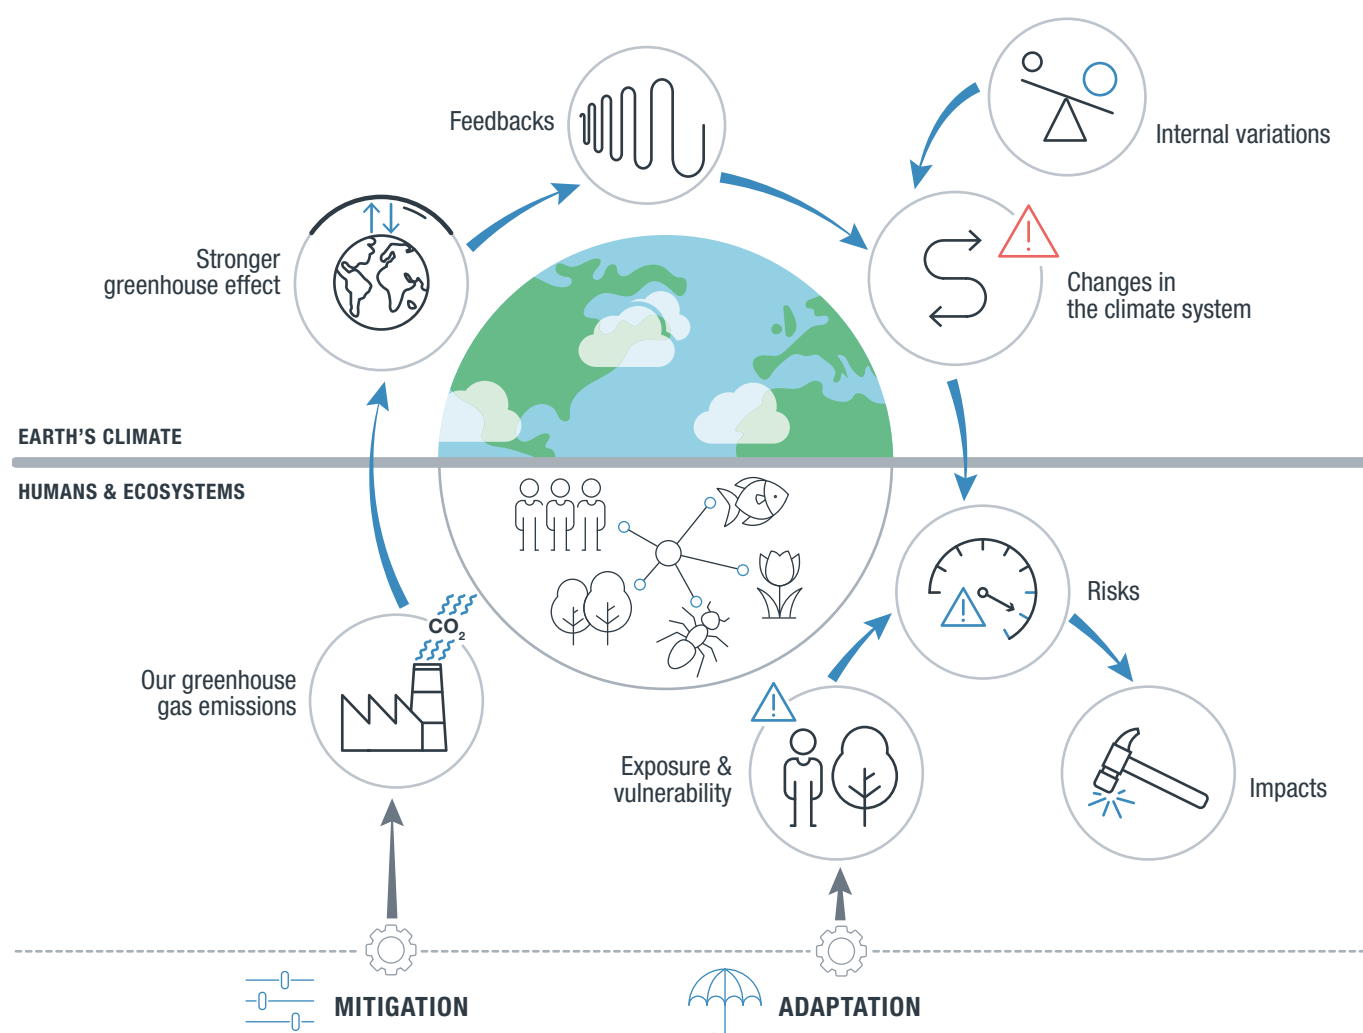 Feedbacks
Internal variations
Stronger
greenhouse effect
Changes in
the climate system
EARTH'S CLIMATE
HUMANS & ECOSYSTEMS
Risks
CO2
Our greenhouse
gas emissions
Exposure &
vulnerability
Impacts
MITIGATION
ADAPTATION